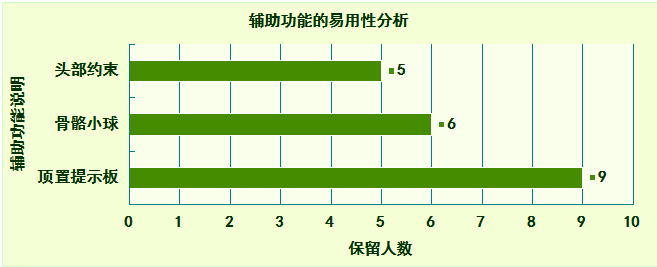 辅助功能的易用性分析
辅助功能说明
头部约束
5
骨骼小球
6
顶置提示板
9
0 1 2 3 4 5 6 7 8 9 10
保留人数